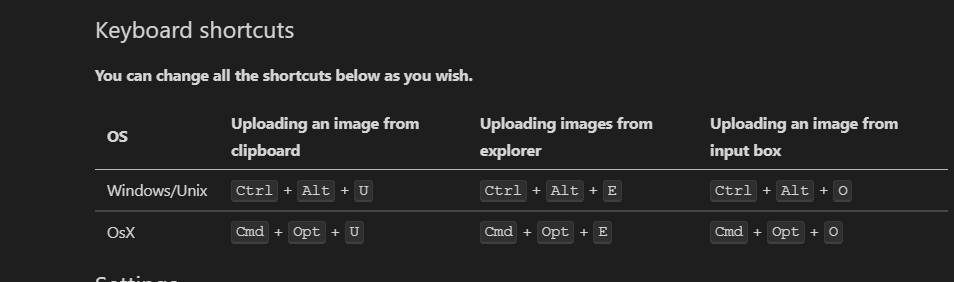 Keyboard shortcuts
You can change all the shortcuts below as you wish.
OS
Uploading an image from
clipboard
Uploading images from
explorer
Uploading an image from
input box
Windows/Unix Ctrl + Alt + U Ctrl + Alt + E Ctrl + Alt + O
OsX Cmd + Opt + U Cmd + Opt + E Cmd + Opt + O
Settings